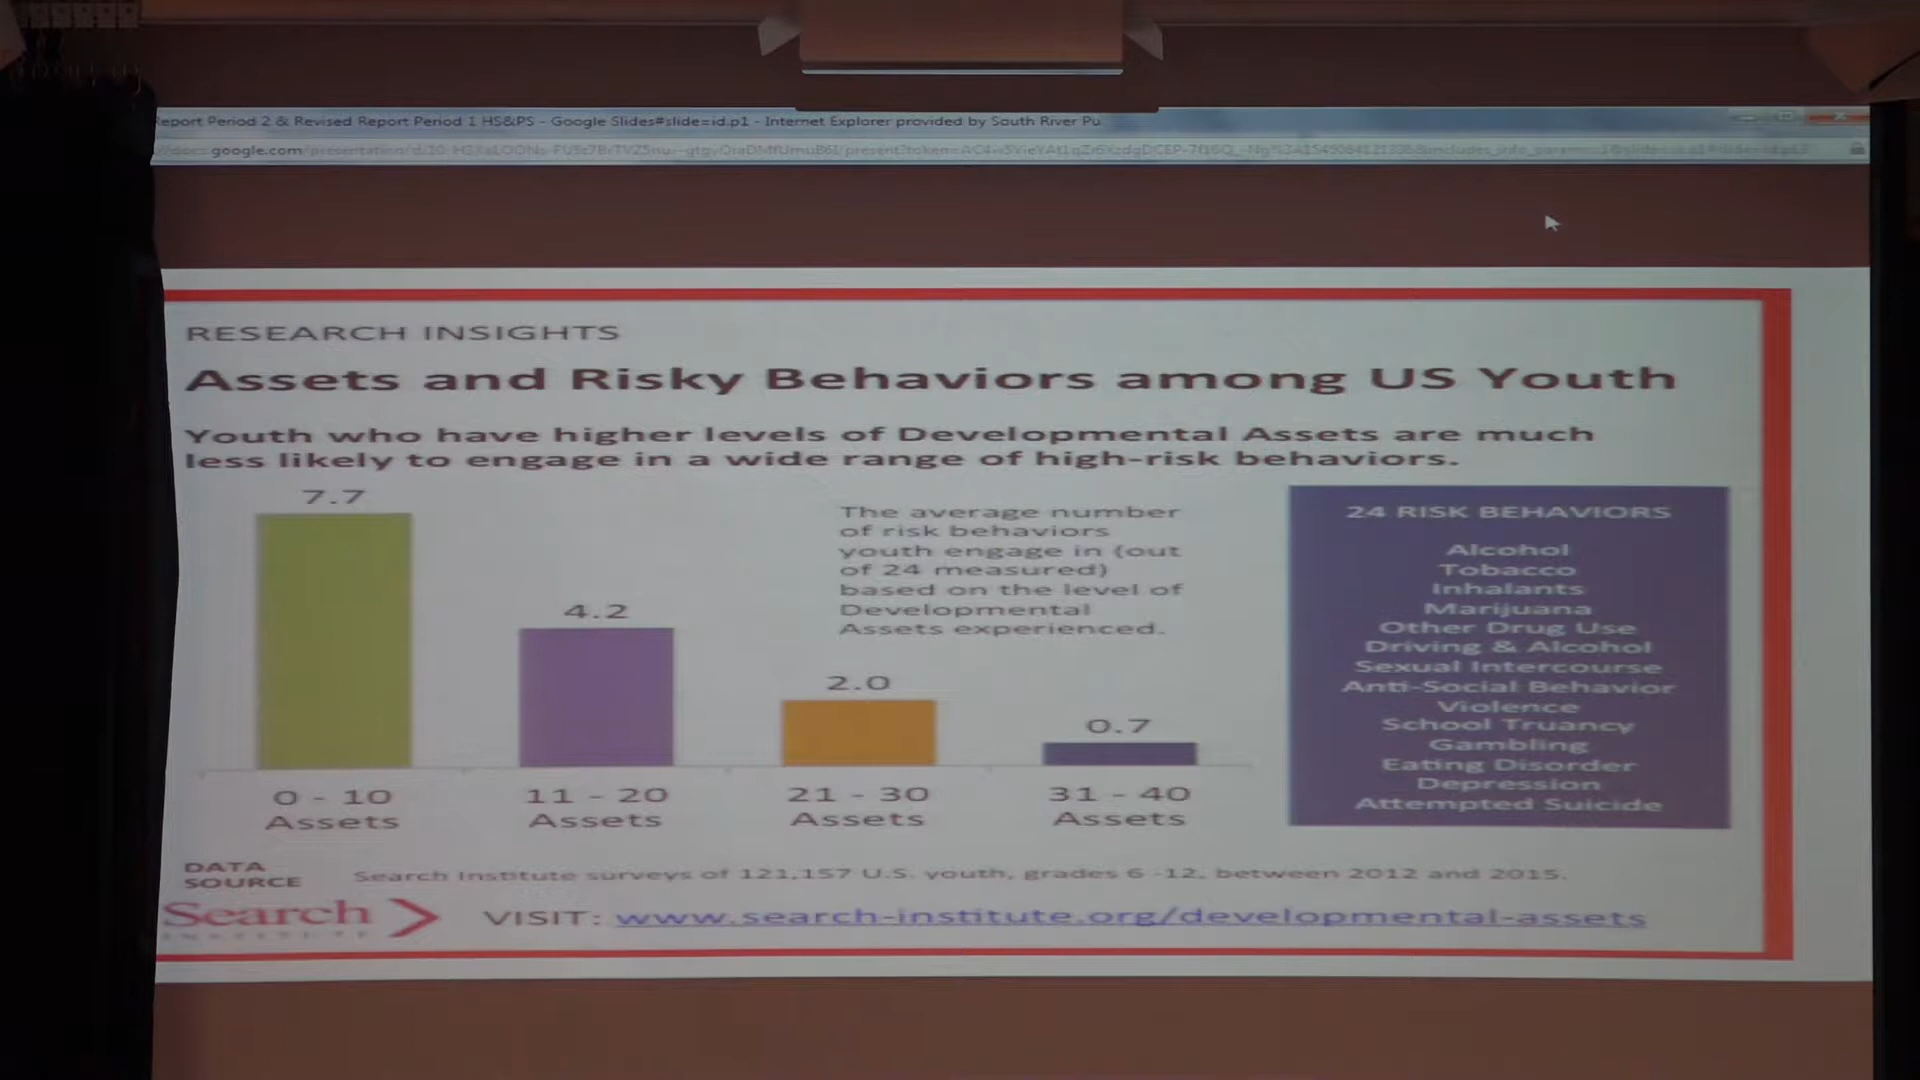 Report Period 2 & Revised Report Period 1 HS&PS - Google Slides#slide=id.p1 - Internet Explorer provided by South River Pu
google.com
RESEARCH INSIGHTS
Assets and Risky Behaviors among US Youth
Youth who have higher levels of Developmental Assets are much
less likely to engage in a wide range of high-risk behaviors.
7.7
4.2
2.0
0.7
The average number
of risk behaviors
youth engage in (out
of 24 measured)
based on the level of
Developmental
Assets experienced.
0 - 10
Assets
11 - 20
Assets
21 - 30
Assets
31 - 40
Assets
24 RISK BEHAVIORS
Alcohol
Tobacco
Inhalants
Marijuana
Other Drug Use
Driving & Alcohol
Sexual Intercourse
Anti-Social Behavior
Violence
School Truancy
Gambling
Eating Disorder
Depression
Attempted Suicide
DATA
SOURCE
Search Institute surveys of 121,157 U.S. youth, grades 6 -12, between 2012 and 2015.
Search
VISIT: www.search-institute.org/developmental-assets